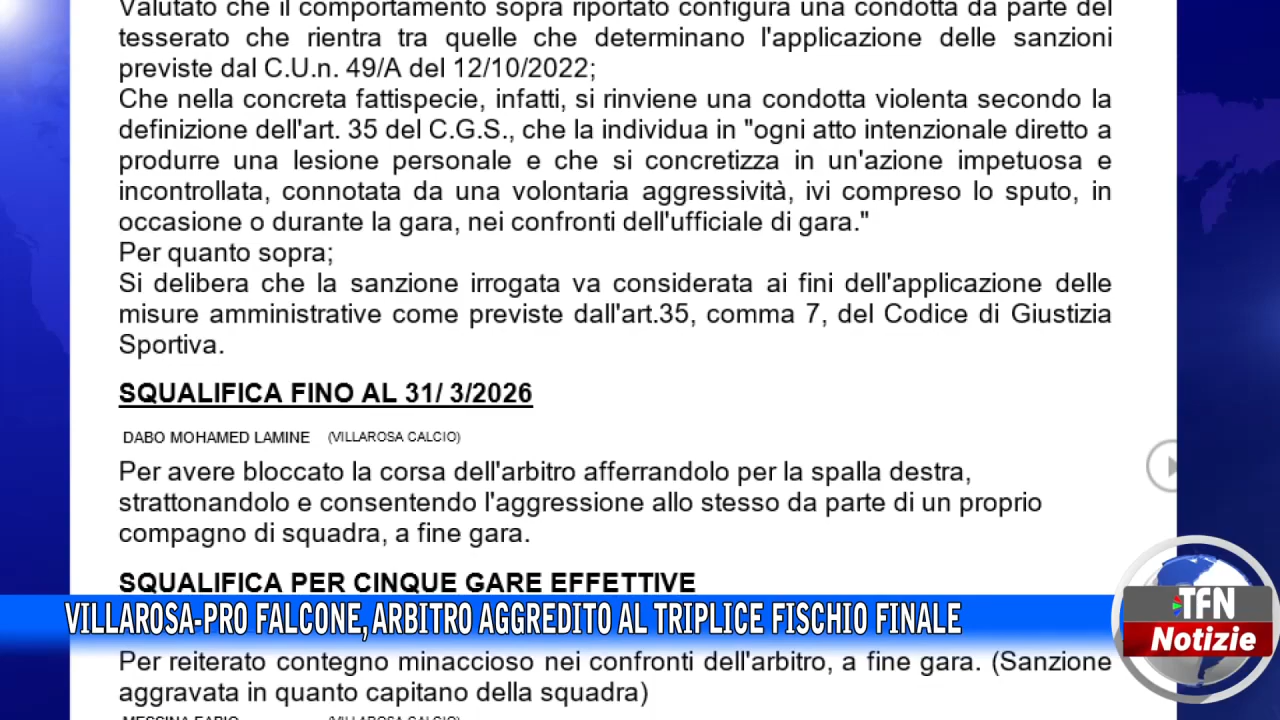 Valutato che il comportamento sopra riportato configura una condotta da parte del
tesserato che rientra tra quelle che determinano l'applicazione delle sanzioni
previste dal C.U.n. 49/A del 12/10/2022;
Che nella concreta fattispecie, infatti, si rinviene una condotta violenta secondo la
definizione dell'art. 35 del C.G.S., che la individua in "ogni atto intenzionale diretto a
produrre una lesione personale e che si concretizza in un'azione impetuosa e
incontrollata, connotata da una volontaria aggressività, ivi compreso lo sputo, in
occasione o durante la gara, nei confronti dell'ufficiale di gara."
Per quanto sopra;
Si delibera che la sanzione irrogata va considerata ai fini dell'applicazione delle
misure amministrative come previste dall'art.35, comma 7, del Codice di Giustizia
Sportiva.
SQUALIFICA FINO AL 31/ 3/2026
DABO MOHAMED LAMINE (VILLAROSA CALCIO)
Per avere bloccato la corsa dell'arbitro afferrandolo per la spalla destra,
strattonandolo e consentendo l'aggressione allo stesso da parte di un proprio
compagno di squadra, a fine gara.
SQUALIFICA PER CINQUE GARE EFFETTIVE
VILLAROSA-PRO FALCONE, ARBITRO AGGREDITO AL TRIPLICE FISCHIO FINALE
TFN
Notizie
Per reiterato contegno minaccioso nei confronti dell'arbitro, a fine gara. (Sanzione
aggravata in quanto capitano della squadra)
MESSINA FABIO (VILLAROSA CALCIO)